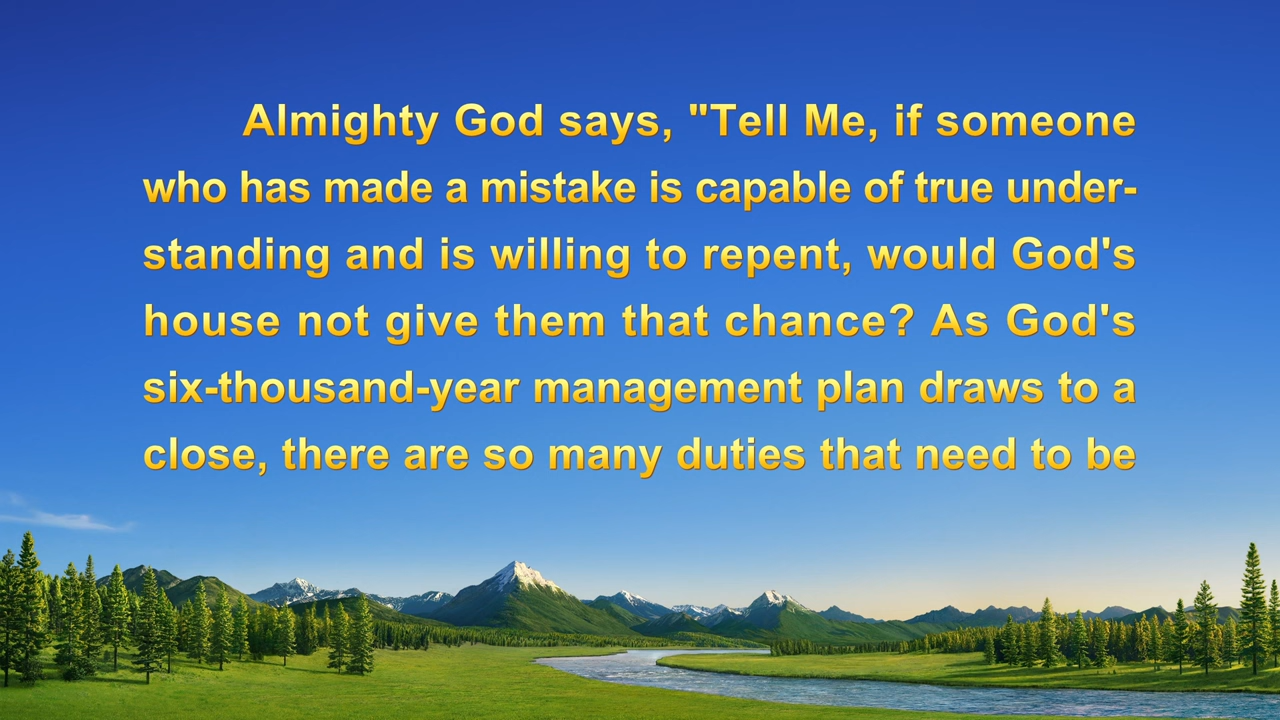 Almighty God says, "Tell Me, if someone
who has made a mistake is capable of true under-
standing and is willing to repent, would God's
house not give them that chance? As God's
six-thousand-year management plan draws to a
close, there are so many duties that need to be